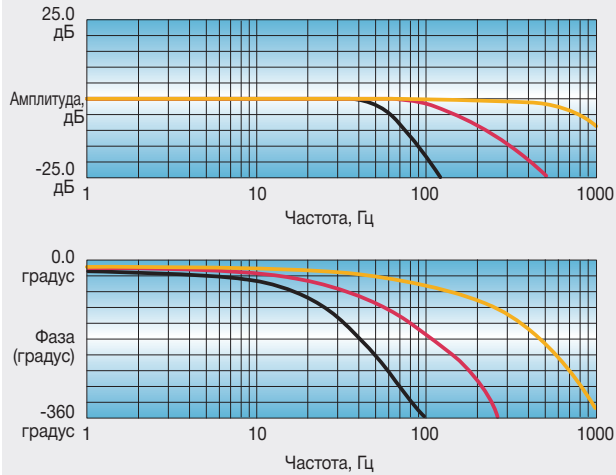 25.0
дБ
Амплитуда,
дБ
-25.0
дБ
1 10 100 1000
Частота, Гц
0.0
градус
Фаза
(градус)
-360
градус
1 10 100 1000
Частота, Гц